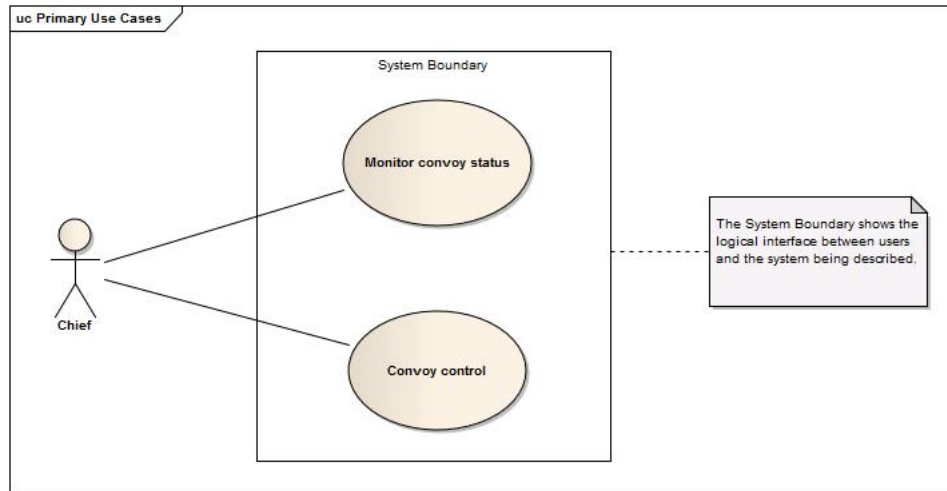 uc Primary Use Cases
System Boundary
Monitor convoy status
The System Boundary shows the
logical interface between users
and the system being described.
Chief
Convoy control